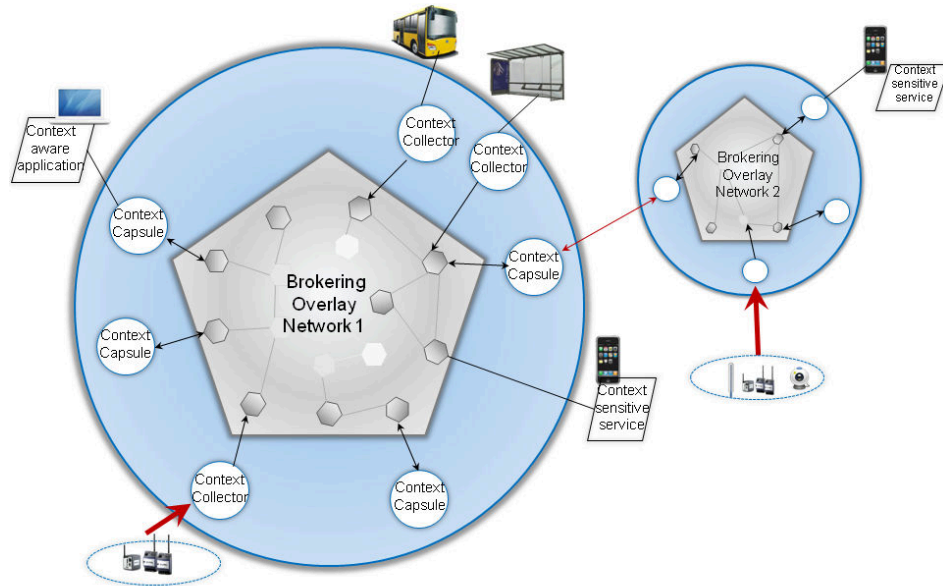 Context
aware
application
Context
Collector
Context
Collector
Context
sensitive
service
Context
Capsule
Brokering
Overlay
Network 2
Context
Capsule
Brokering
Overlay
Network 1
Context
Capsule
Context
sensitive
service
Context
Collector
Context
Capsule